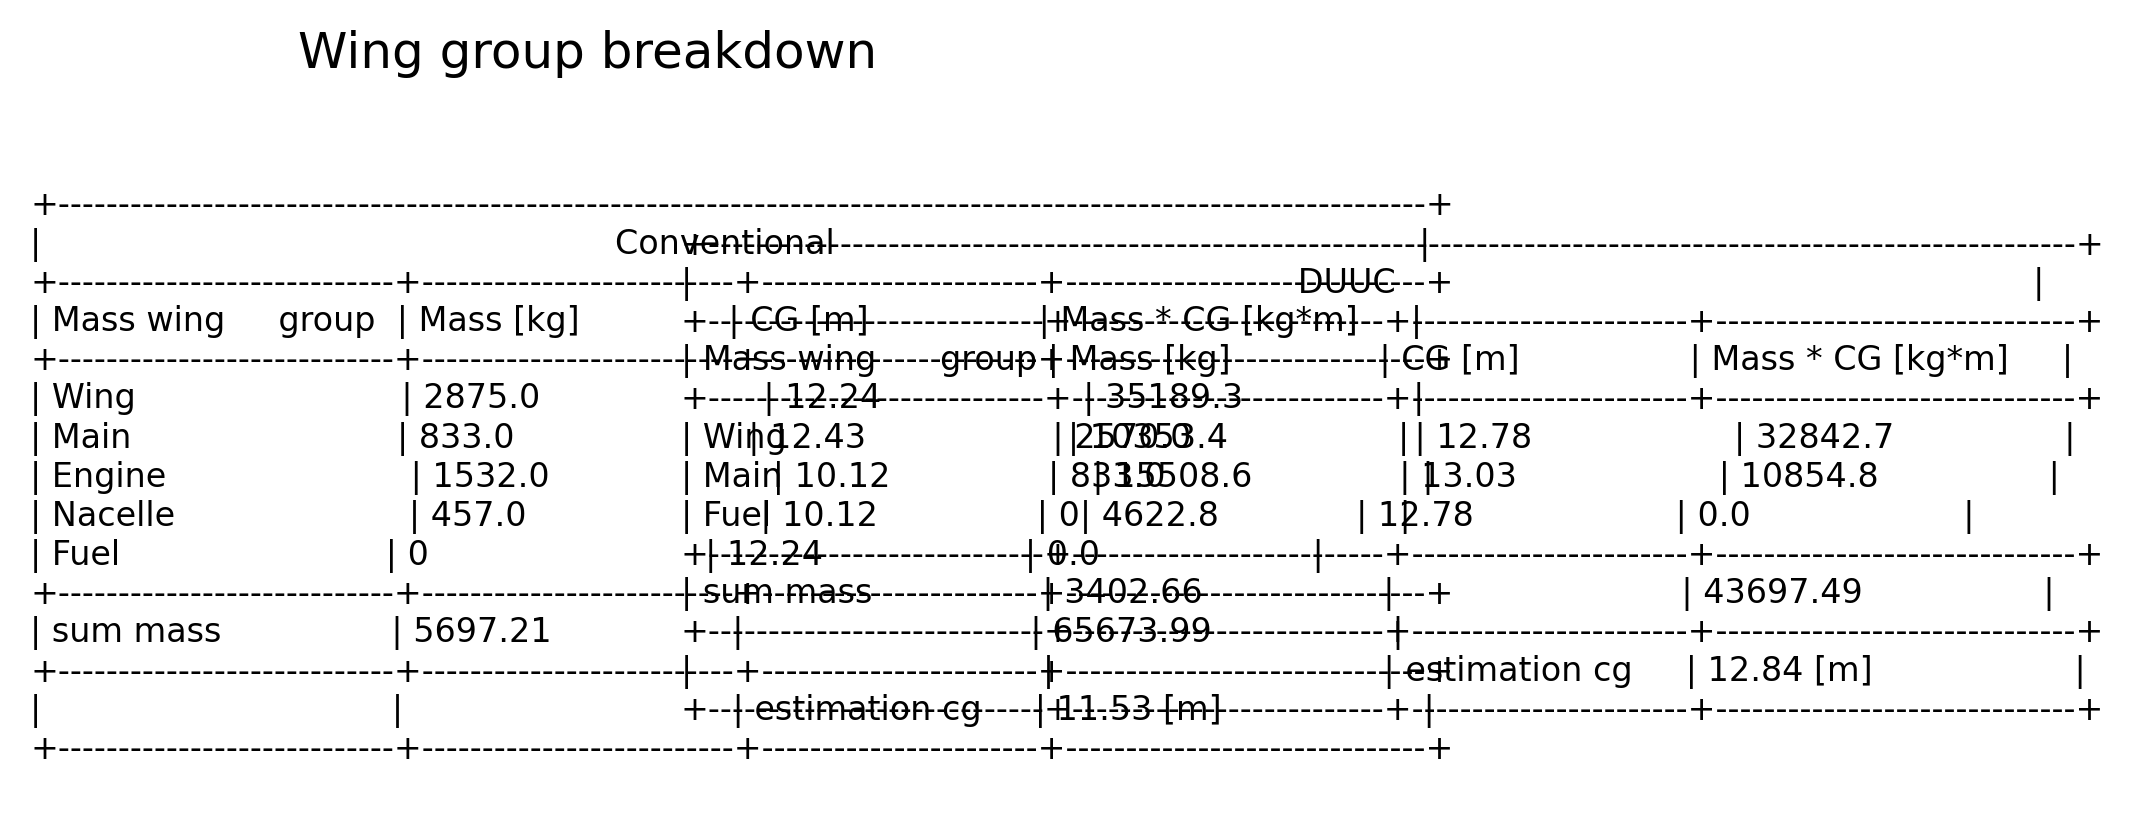 Wing group breakdown
+--------------------------------------------------+
| Conventional |
+--------------------+--------------------+--------------------+--------------------+
| Mass wing group | Mass [kg] | CG [m] | Mass * CG [kg*m] |
+--------------------+--------------------+--------------------+--------------------+
| Wing | 2875.0 | 12.24 | 35189.3 |
| Main | 833.0 | 12.43 | 10353.4 |
| Engine | 1532.0 | 10.12 | 15508.6 |
| Nacelle | 457.0 | 10.12 | 4622.8 |
| Fuel | 0 | 12.24 | 0.0 |
+--------------------+--------------------+--------------------+--------------------+
| sum mass | 5697.21 | | 65673.99 |
+--------------------+--------------------+--------------------+--------------------+
| | | estimation cg | 11.53 [m] |
+--------------------+--------------------+--------------------+--------------------+
+--------------------------------------------------+
| DUUC |
+--------------------+--------------------+--------------------+--------------------+
| Mass wing group | Mass [kg] | CG [m] | Mass * CG [kg*m] |
+--------------------+--------------------+--------------------+--------------------+
| Wing | 2570.0 | 12.78 | 32842.7 |
| Main | 833.0 | 13.03 | 10854.8 |
| Fuel | 0 | 12.78 | 0.0 |
+--------------------+--------------------+--------------------+--------------------+
| sum mass | 3402.66 | | 43697.49 |
+--------------------+--------------------+--------------------+--------------------+
| | | estimation cg | 12.84 [m] |
+--------------------+--------------------+--------------------+--------------------+